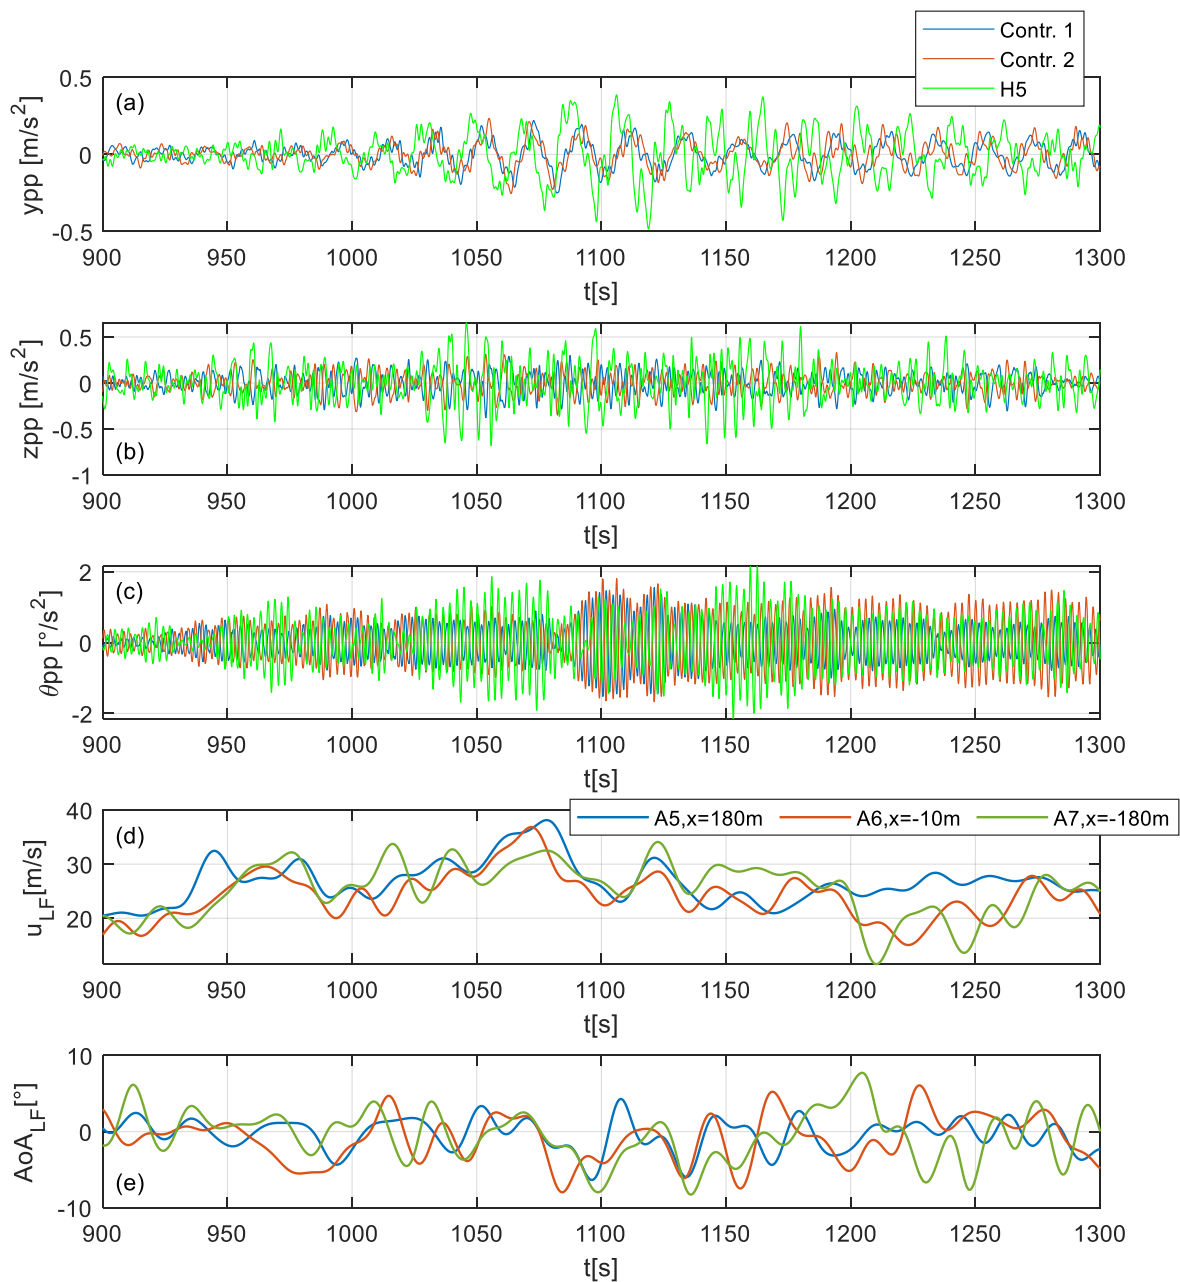 Contr. 1
Contr. 2
H5
(a)
ypp [m/s²]
0.5
0
-0.5
900 950 1000 1050 1100 1150 1200 1250 1300
t[s]
(b)
zpp [m/s²]
0.5
0
-0.5
-1
900 950 1000 1050 1100 1150 1200 1250 1300
t[s]
(c)
θpp [°/s²]
2
0
-2
900 950 1000 1050 1100 1150 1200 1250 1300
t[s]
A5,x=180m A6,x=-10m A7,x=-180m
(d)
u_LF[m/s]
40
30
20
900 950 1000 1050 1100 1150 1200 1250 1300
t[s]
AoA_LF[°]
10
0
-10
(e)
900 950 1000 1050 1100 1150 1200 1250 1300
t[s]